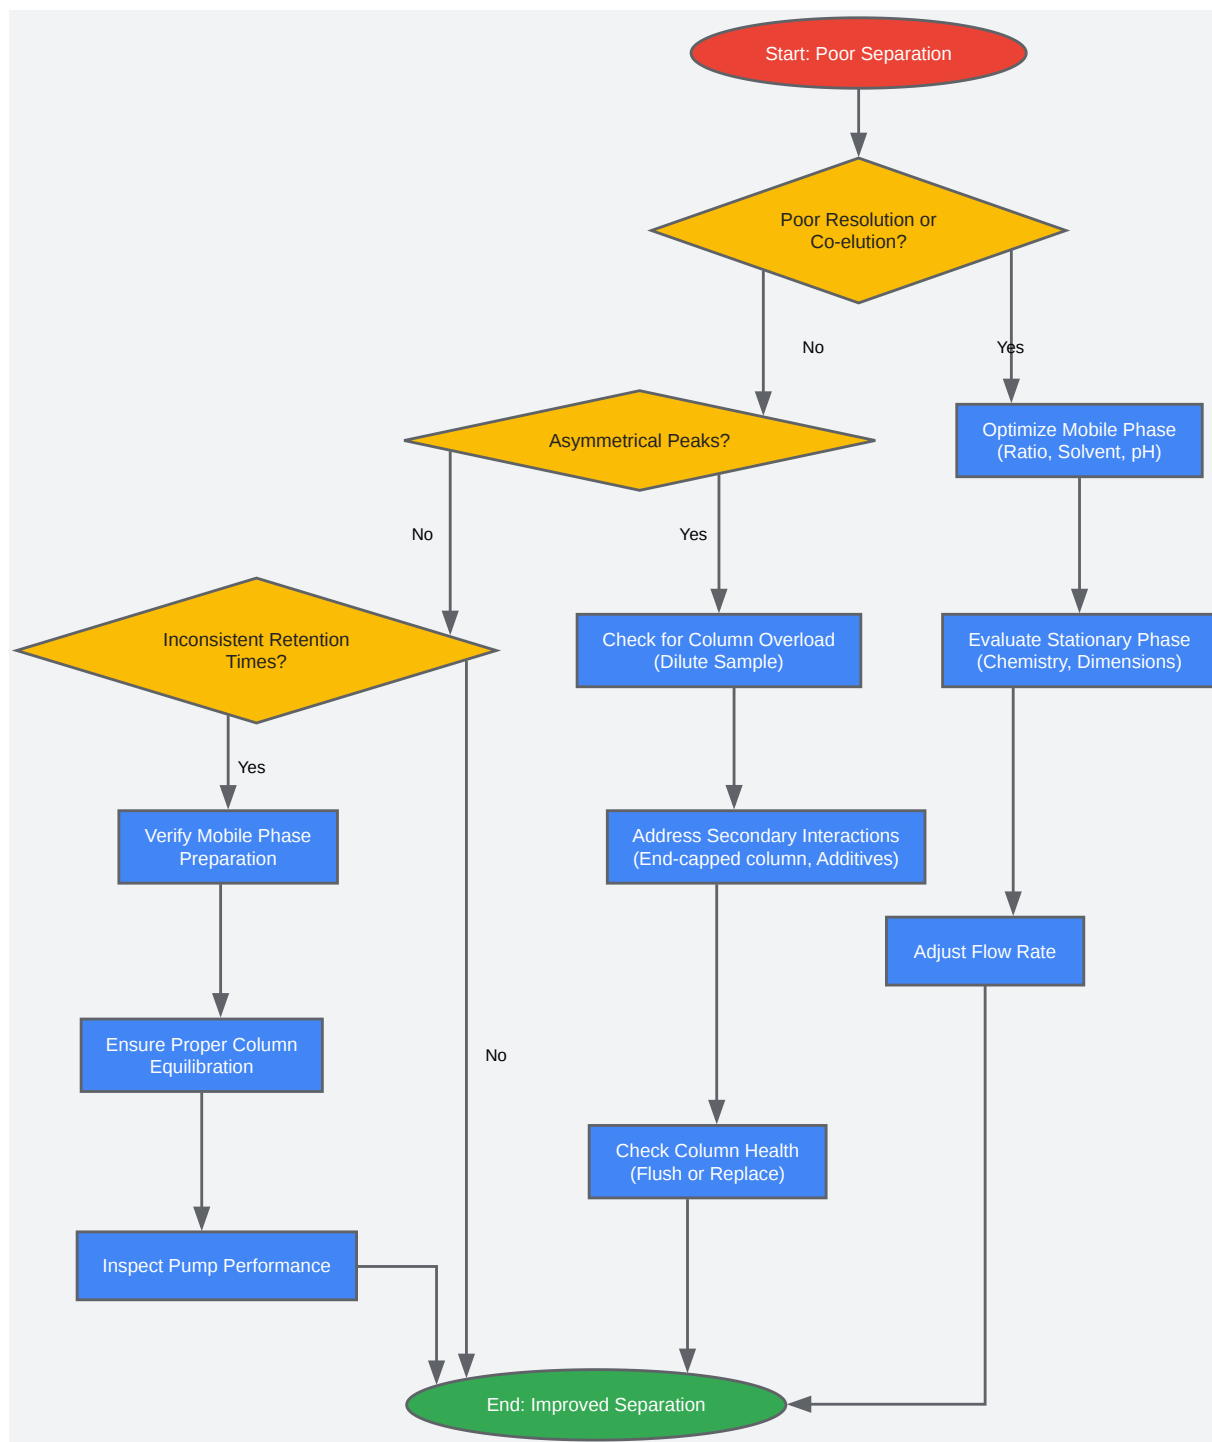 Start: Poor Separation
Poor Resolution or
Co-elution?
No
Yes
Asymmetrical Peaks?
Optimize Mobile Phase
(Ratio, Solvent, pH)
No
Yes
Inconsistent Retention
Times?
Check for Column Overload
(Dilute Sample)
Evaluate Stationary Phase
(Chemistry, Dimensions)
Yes
Verify Mobile Phase
Preparation
Address Secondary Interactions
(End-capped column, Additives)
Adjust Flow Rate
Ensure Proper Column
Equilibration
No
Check Column Health
(Flush or Replace)
Inspect Pump Performance
End: Improved Separation